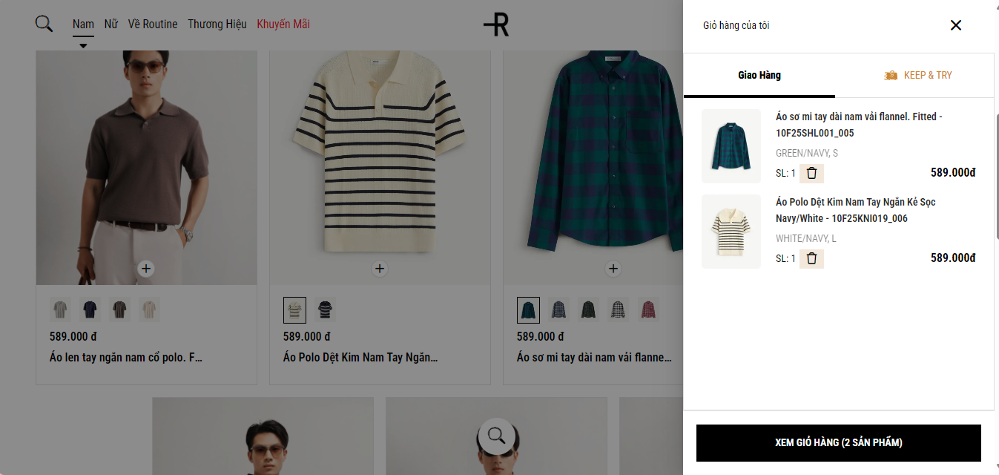 Nam Nữ Về Routine Thương Hiệu Khuyến Mãi
R
589.000 đ
Áo len tay ngắn nam cổ polo. F...
589.000 đ
Áo Polo Dệt Kim Nam Tay Ngắn...
589.000 đ
Áo sơ mi tay dài nam vải flanne...
Giỏ hàng của tôi
Giao Hàng
KEEP & TRY
Áo sơ mi tay dài nam vải flannel. Fitted -
10F25SHL001_005
GREEN/NAVY, S
SL: 1
589.000đ
Áo Polo Dệt Kim Nam Tay Ngắn Kẻ Sọc
Navy/White - 10F25KNI019_006
WHITE/NAVY, L
SL: 1
589.000đ
XEM GIỎ HÀNG (2 SẢN PHẨM)